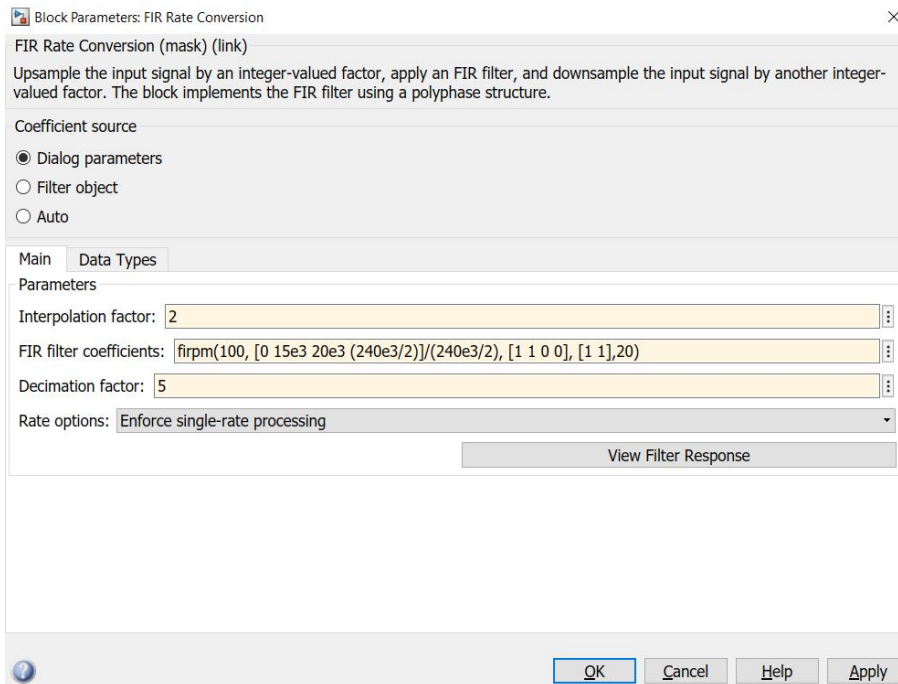 Block Parameters: FIR Rate Conversion
FIR Rate Conversion (mask) (link)
Upsample the input signal by an integer-valued factor, apply an FIR filter, and downsample the input signal by another integer-
valued factor. The block implements the FIR filter using a polyphase structure.
Coefficient source
Dialog parameters
Filter object
Auto
Main Data Types
Parameters
Interpolation factor: 2
FIR filter coefficients: firpm(100, [0 15e3 20e3 (240e3/2)]/(240e3/2), [1 1 0 0], [1 1],20)
Decimation factor: 5
Rate options: Enforce single-rate processing
View Filter Response
OK Cancel Help Apply